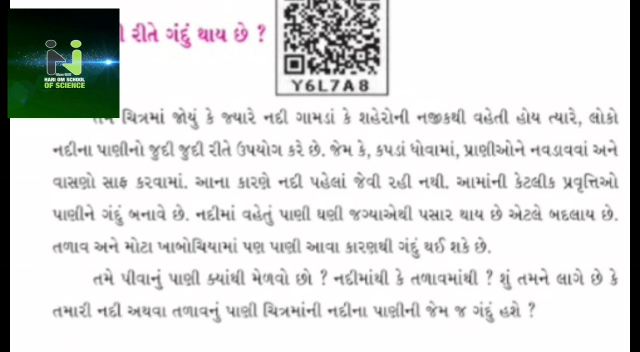 રીતે ગંદું થાય છે ?
Y6L7A8
HARI OM SCHOOL
OF SCIENCE
ચિત્રમાં જોયું કે જ્યારે નદી ગામડાં કે શહેરોની નજીકથી વહેતી હોય ત્યારે, લોકો
નદીના પાણીનો જુદી જુદી રીતે ઉપયોગ કરે છે. જેમ કે, કપડાં ધોવામાં, પ્રાણીઓને નવડાવવાં અને
વાસણો સાફ કરવામાં. આના કારણે નદી પહેલાં જેવી રહી નથી. આમાંની કેટલીક પ્રવૃત્તિઓ
પાણીને ગંદું બનાવે છે. નદીમાં વહેતું પાણી ઘણી જગ્યાએથી પસાર થાય છે એટલે બદલાય છે.
તળાવ અને મોટા ખાબોચિયામાં પણ પાણી આવા કારણથી ગંદું થઈ શકે છે.
તમે પીવાનું પાણી ક્યાંથી મેળવો છો ? નદીમાંથી કે તળાવમાંથી ? શું તમને લાગે છે કે
તમારી નદી અથવા તળાવનું પાણી ચિત્રમાંની નદીના પાણીની જેમ જ ગંદું હશે ?